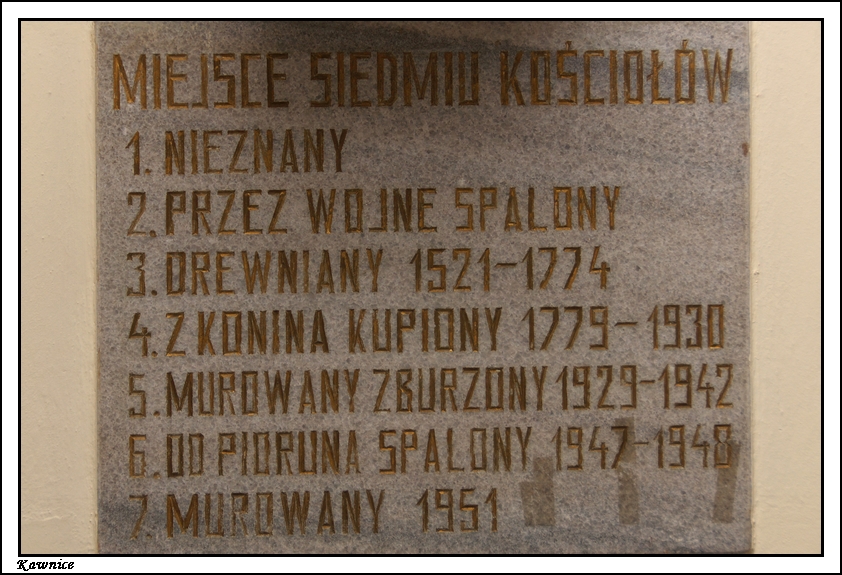 MIEJSCE SIEDMIU KOŚCIOŁÓW
1. NIEZNANY
2. PRZEZ WOJNE SPALONY
3. DREWNIANY 1521-1774
4. Z KONINA KUPIONY 1779-1930
5. MUROWANY ZBURZONY 1929-1942
6. OD PIORUNA SPALONY 1947-1948
7. MUROWANY 1951
Kawnice